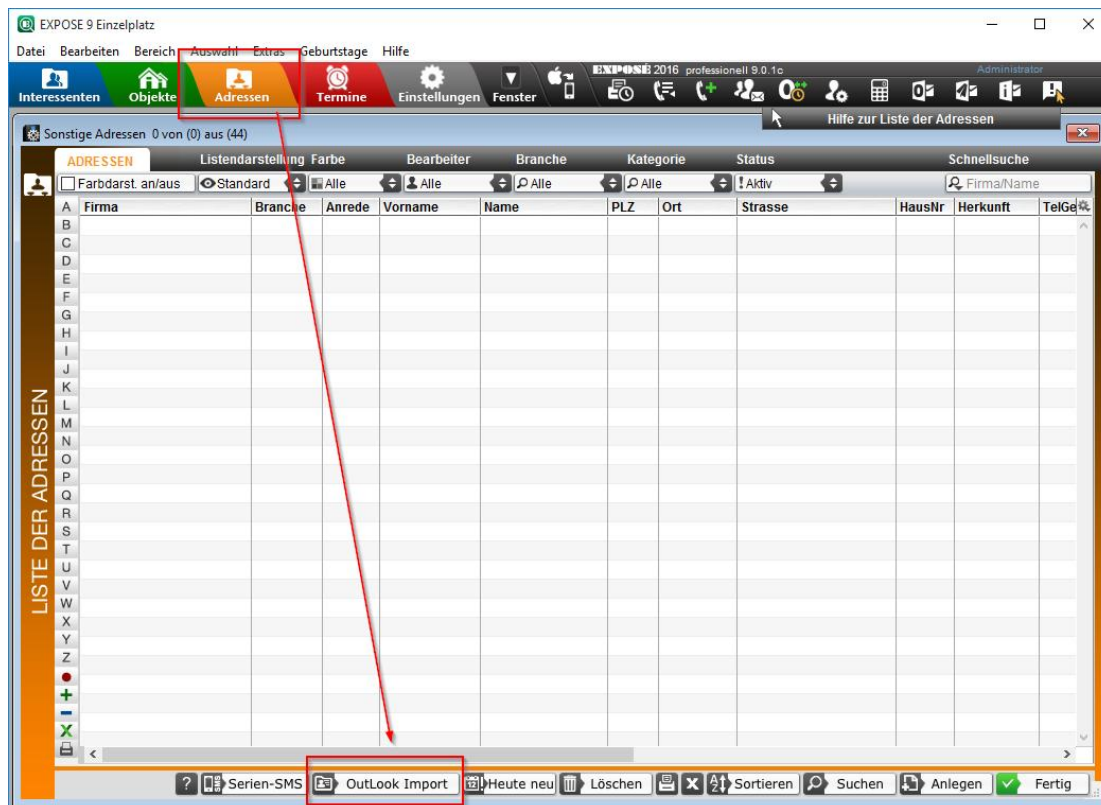 EXPOSE 9 Einzelplatz
Datei Bearbeiten Bereich Auswahl Extras Geburtstage Hilfe
EXPOSÉ 2016 professionell 9.0.1c Administrator
Interessenten Objekte Adressen Termine Einstellungen Fenster
Hilfe zur Liste der Adressen
Sonstige Adressen 0 von (0) aus (44)
ADRESSEN Listendarstellung Farbe Bearbeiter Branche Kategorie Status Schnellsuche
Farbdarst. an/aus Standard Alle Alle Alle Alle Aktiv Firma/Name
A Firma Branche Anrede Vorname Name PLZ Ort Strasse HausNr Herkunft TelGe
B
C
D
E
F
G
H
I
J
K
L
M
N
O
P
Q
R
S
T
U
V
W
X
Y
Z
LISTE DER ADRESSEN
? SMS Serien-SMS OutLook Import Heute neu Löschen Sortieren Suchen Anlegen Fertig